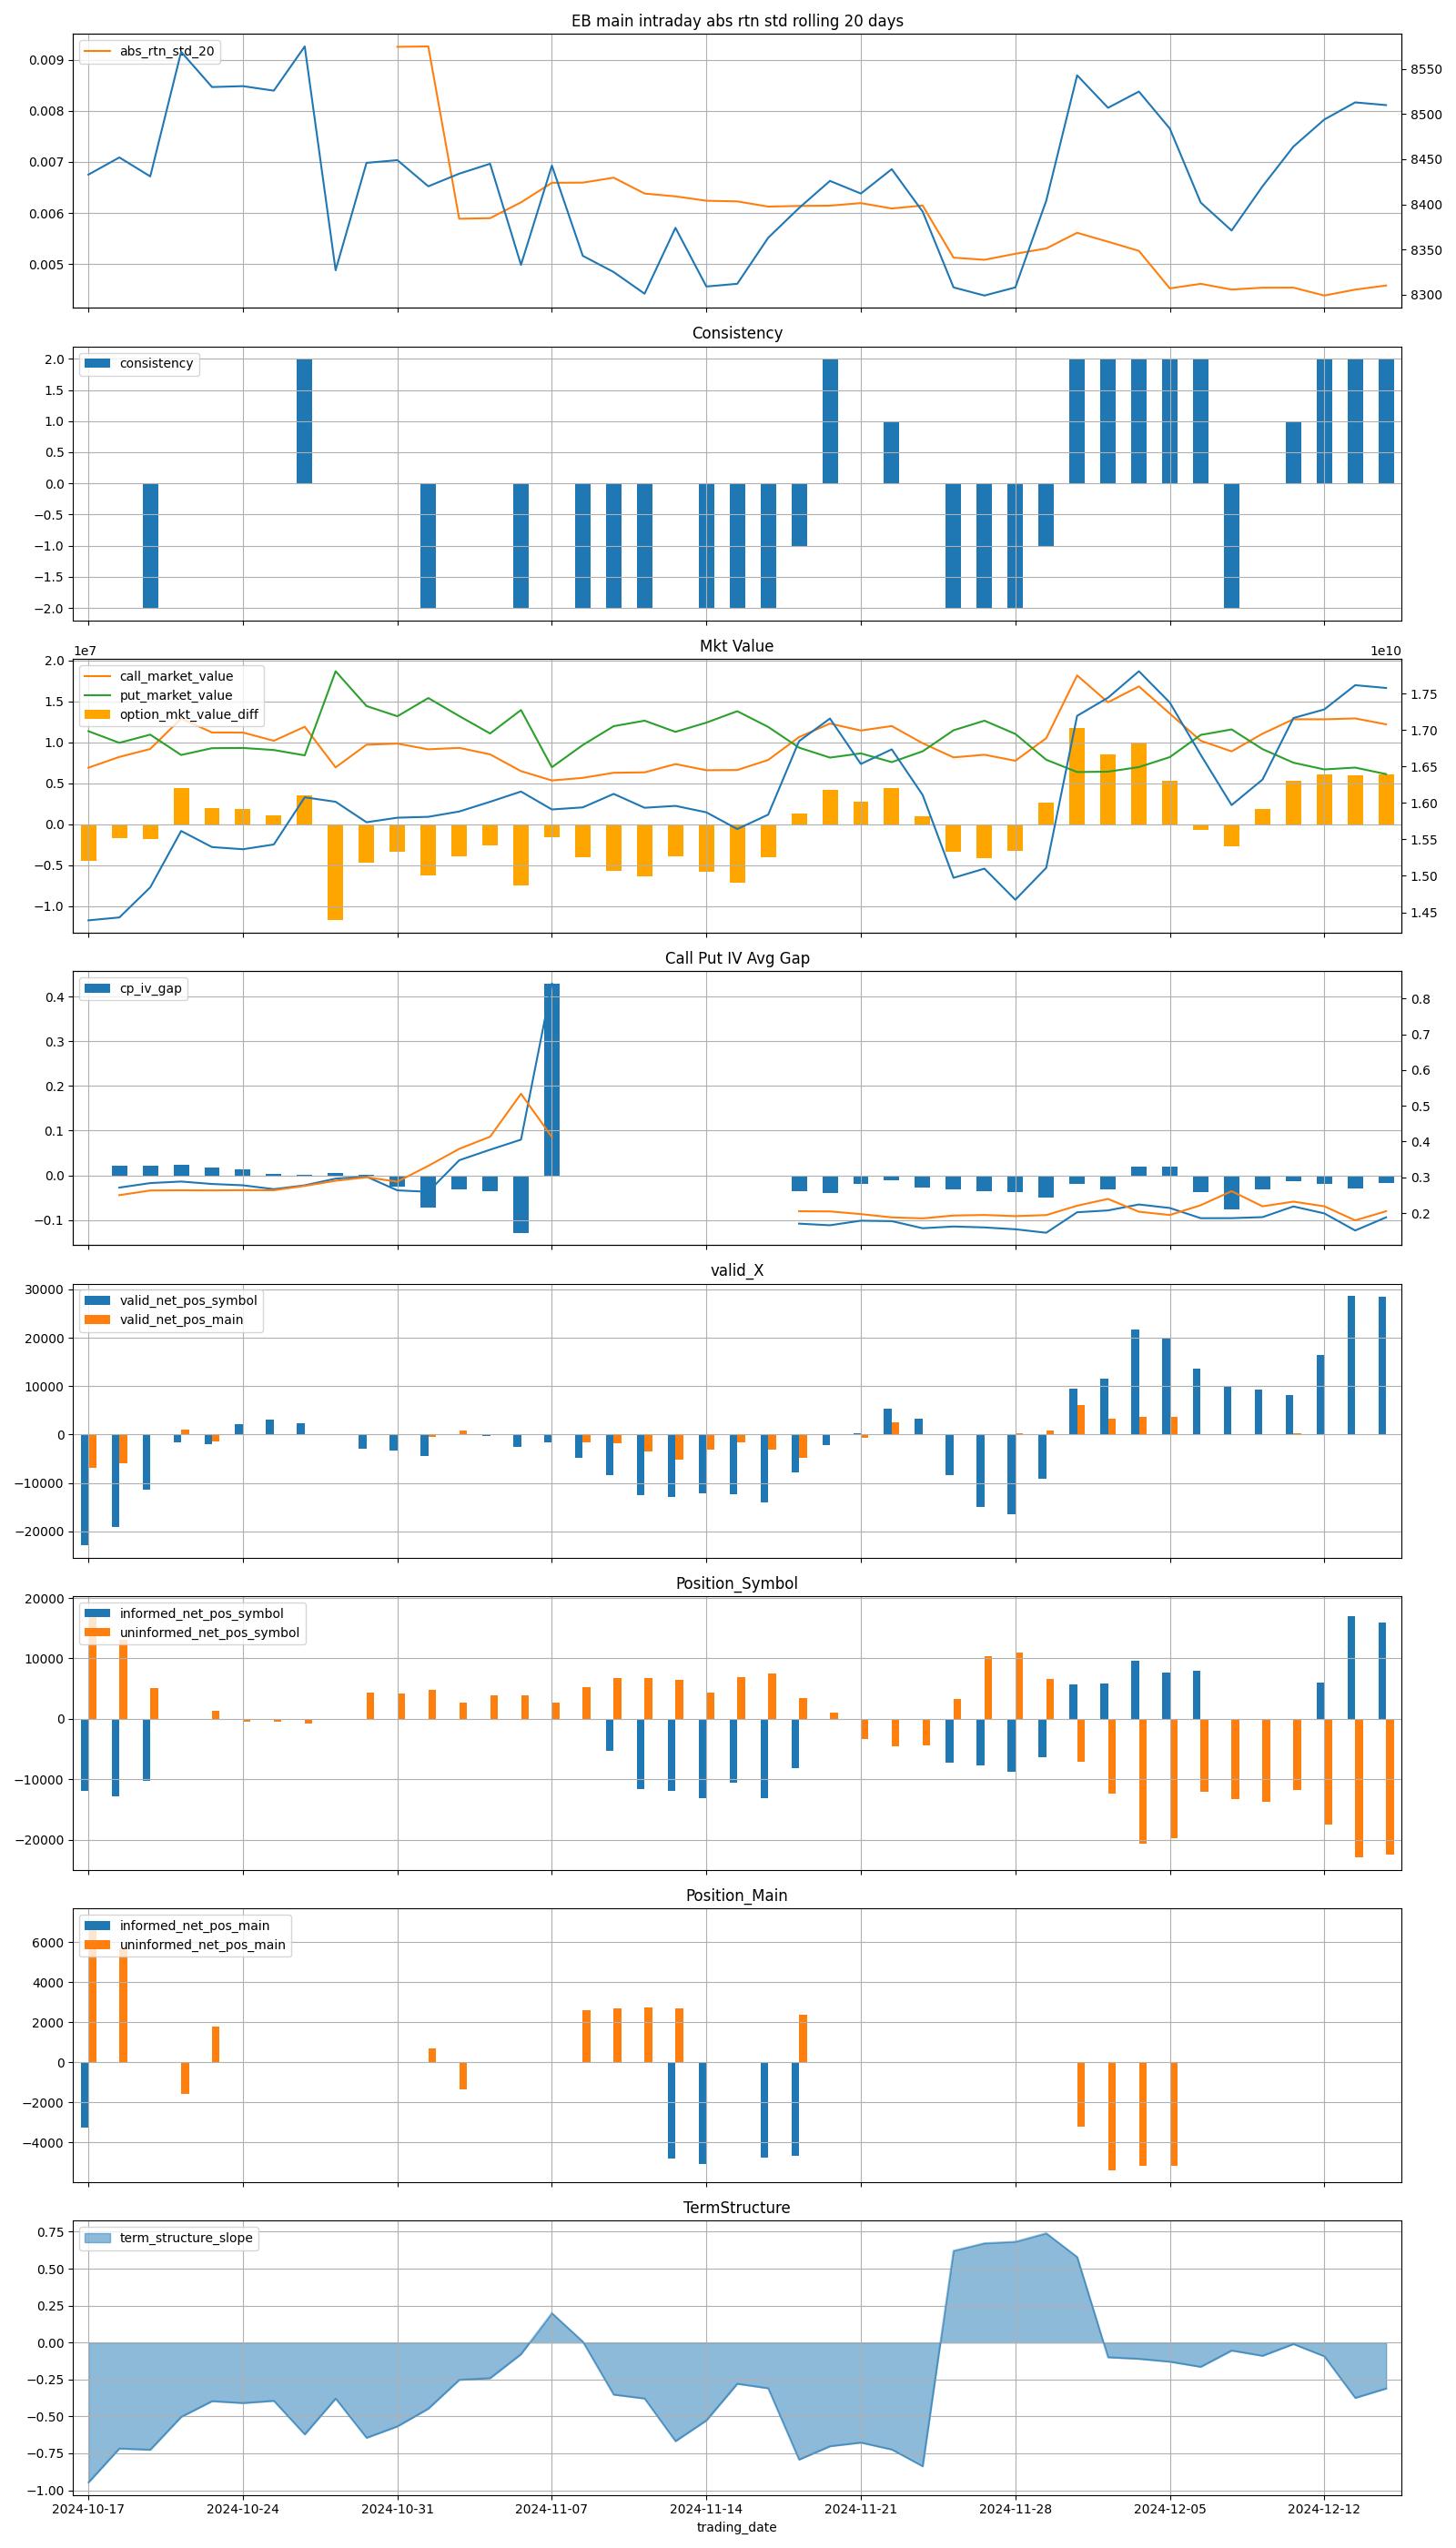 EB main intraday abs rtn std rolling 20 days
abs_rtn_std_20
0.009
0.008
0.007
0.006
0.005
8550
8500
8450
8400
8350
8300
Consistency
consistency
2.0
1.5
1.0
0.5
0.0
−0.5
−1.0
−1.5
−2.0
Mkt Value
1e7
1e10
call_market_value
put_market_value
option_mkt_value_diff
2.0
1.5
1.0
0.5
0.0
−0.5
−1.0
1.75
1.70
1.65
1.60
1.55
1.50
1.45
Call Put IV Avg Gap
cp_iv_gap
0.4
0.3
0.2
0.1
0.0
−0.1
0.8
0.7
0.6
0.5
0.4
0.3
0.2
valid_X
valid_net_pos_symbol
valid_net_pos_main
30000
20000
10000
0
−10000
−20000
Position_Symbol
informed_net_pos_symbol
uninformed_net_pos_symbol
20000
10000
0
−10000
−20000
Position_Main
informed_net_pos_main
uninformed_net_pos_main
6000
4000
2000
0
−2000
−4000
TermStructure
term_structure_slope
0.75
0.50
0.25
0.00
−0.25
−0.50
−0.75
−1.00
2024-10-17 2024-10-24 2024-10-31 2024-11-07 2024-11-14 2024-11-21 2024-11-28 2024-12-05 2024-12-12
trading_date